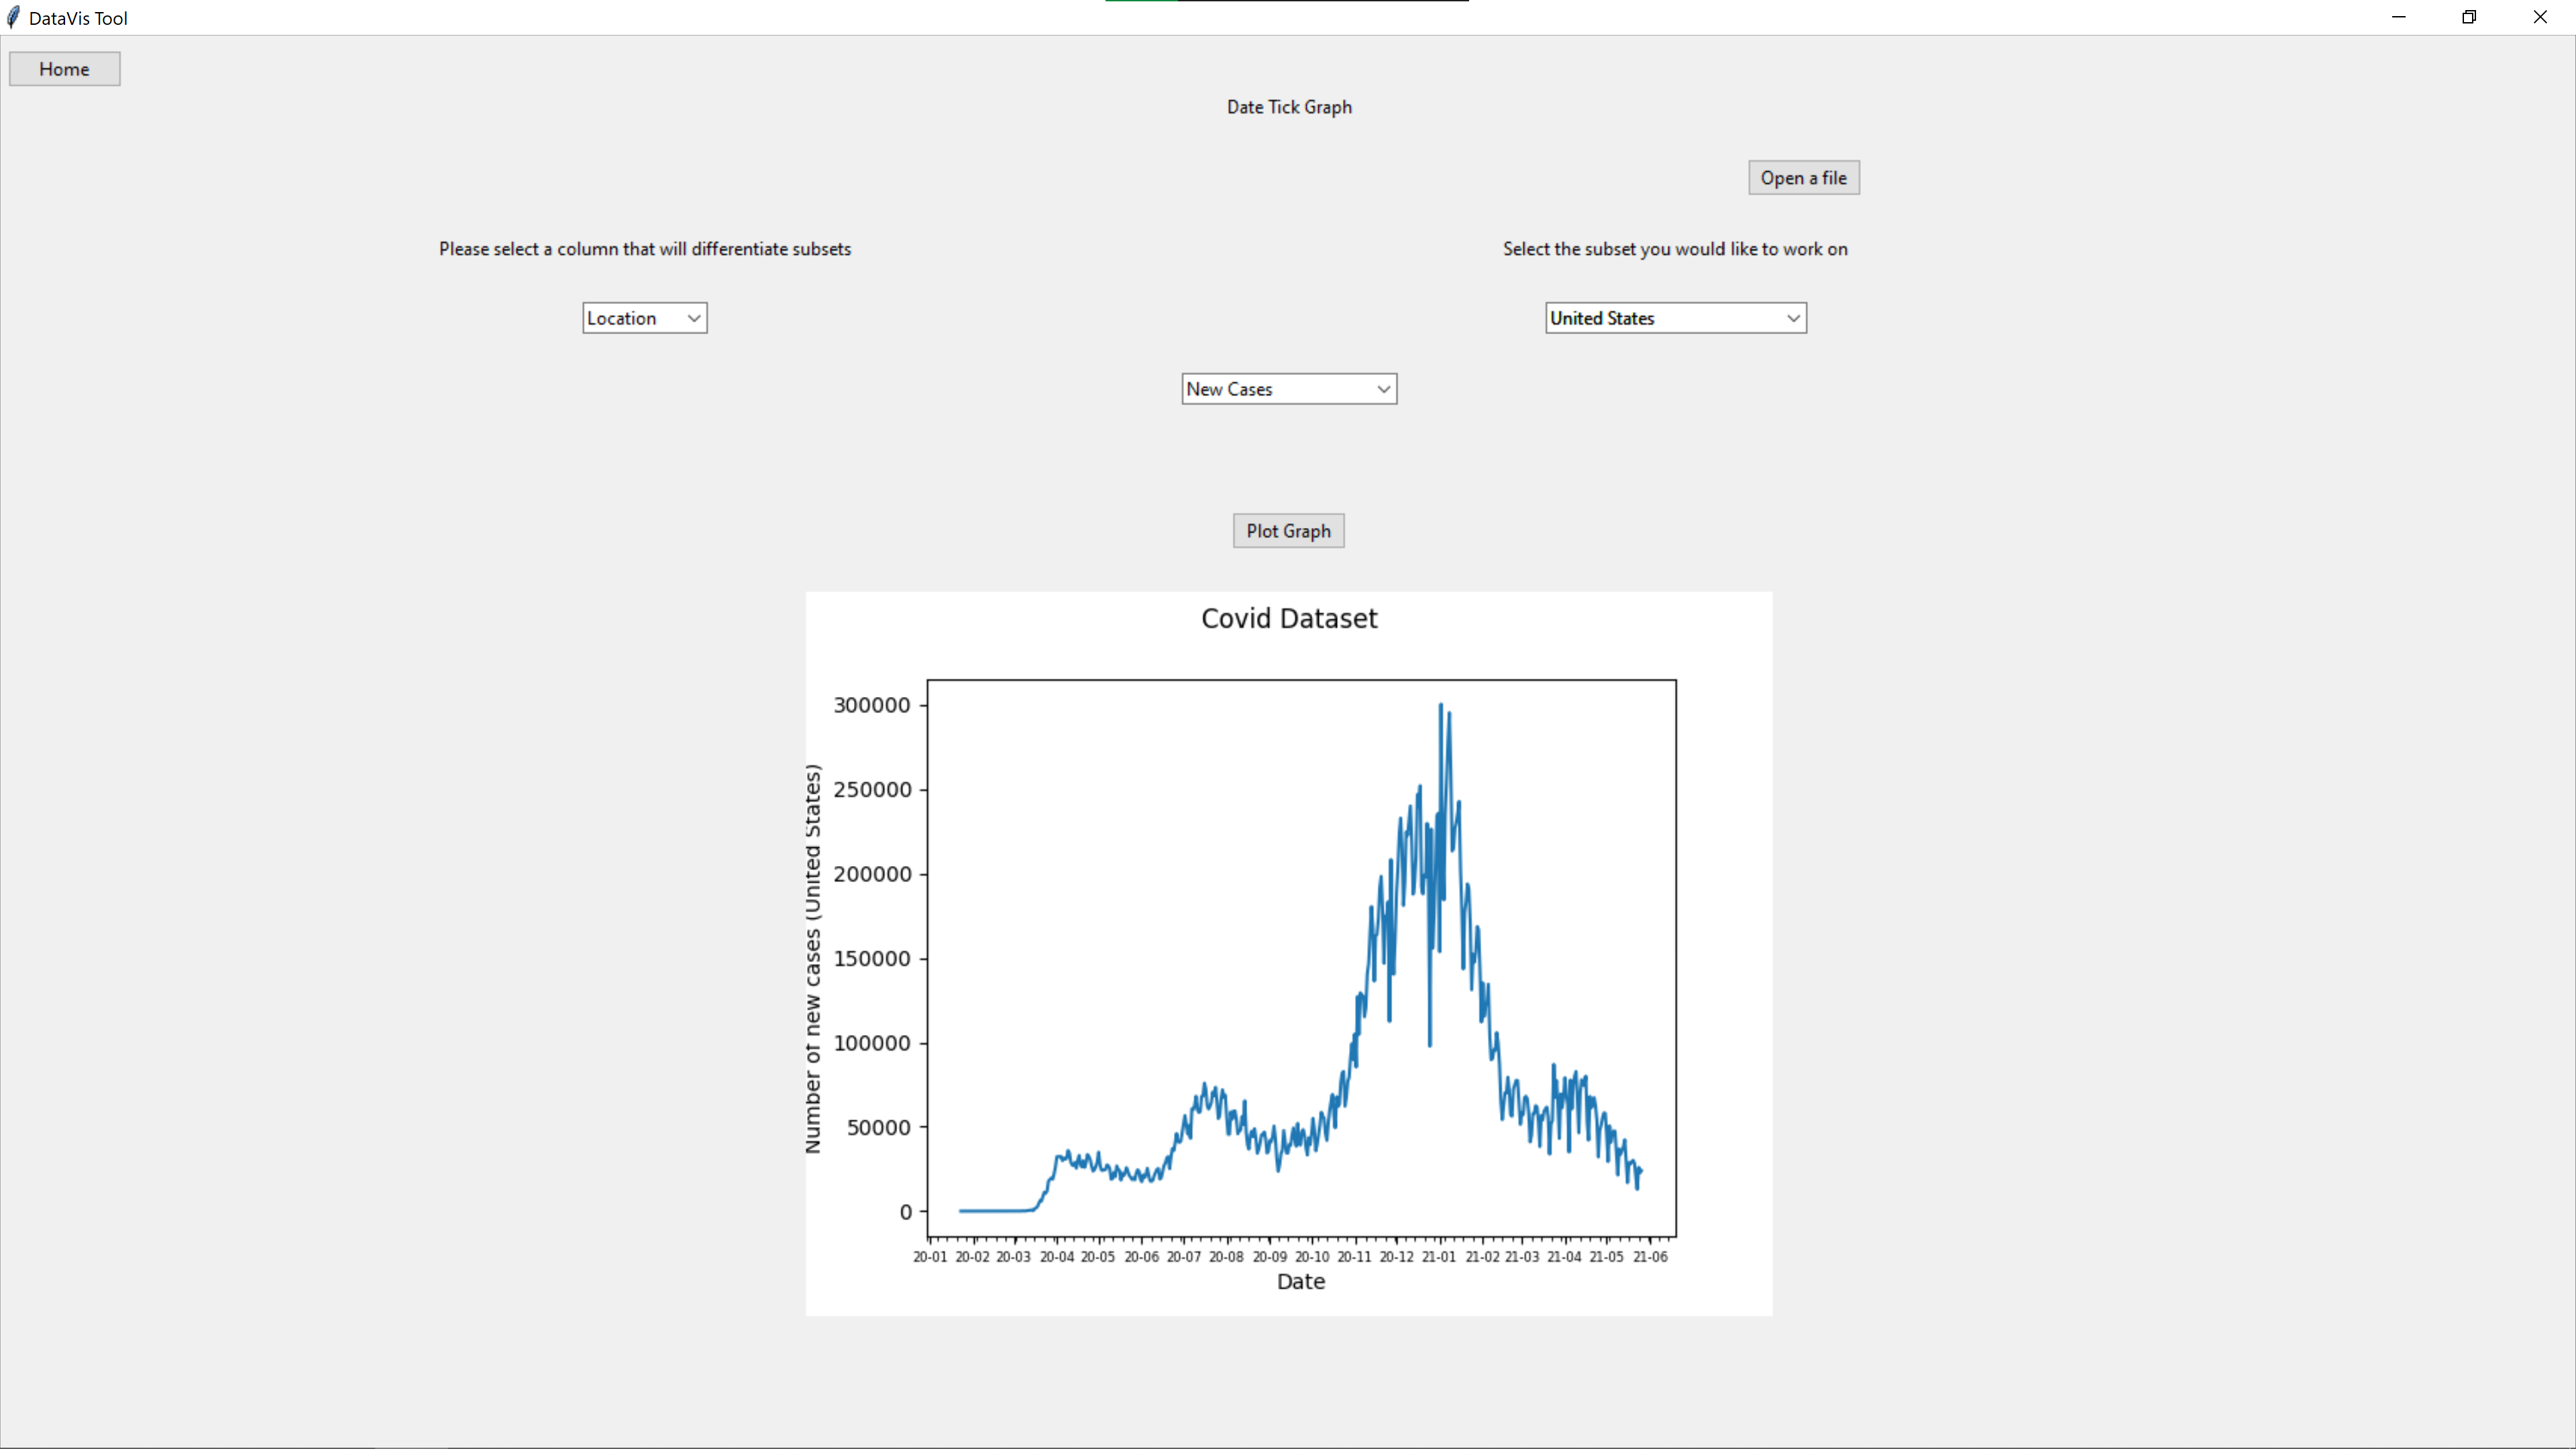 DataVis Tool
Home
Date Tick Graph
Open a file
Please select a column that will differentiate subsets
Select the subset you would like to work on
Location
United States
New Cases
Plot Graph
Covid Dataset
Number of new cases (United States)
300000
250000
200000
150000
100000
50000
0
20-01 20-02 20-03 20-04 20-05 20-06 20-07 20-08 20-09 20-10 20-11 20-12 21-01 21-02 21-03 21-04 21-05 21-06
Date